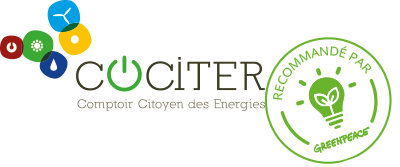 COCITER
Comptoir Citoyen des Energies
RECOMMANDÉ PAR
GREENPEACE